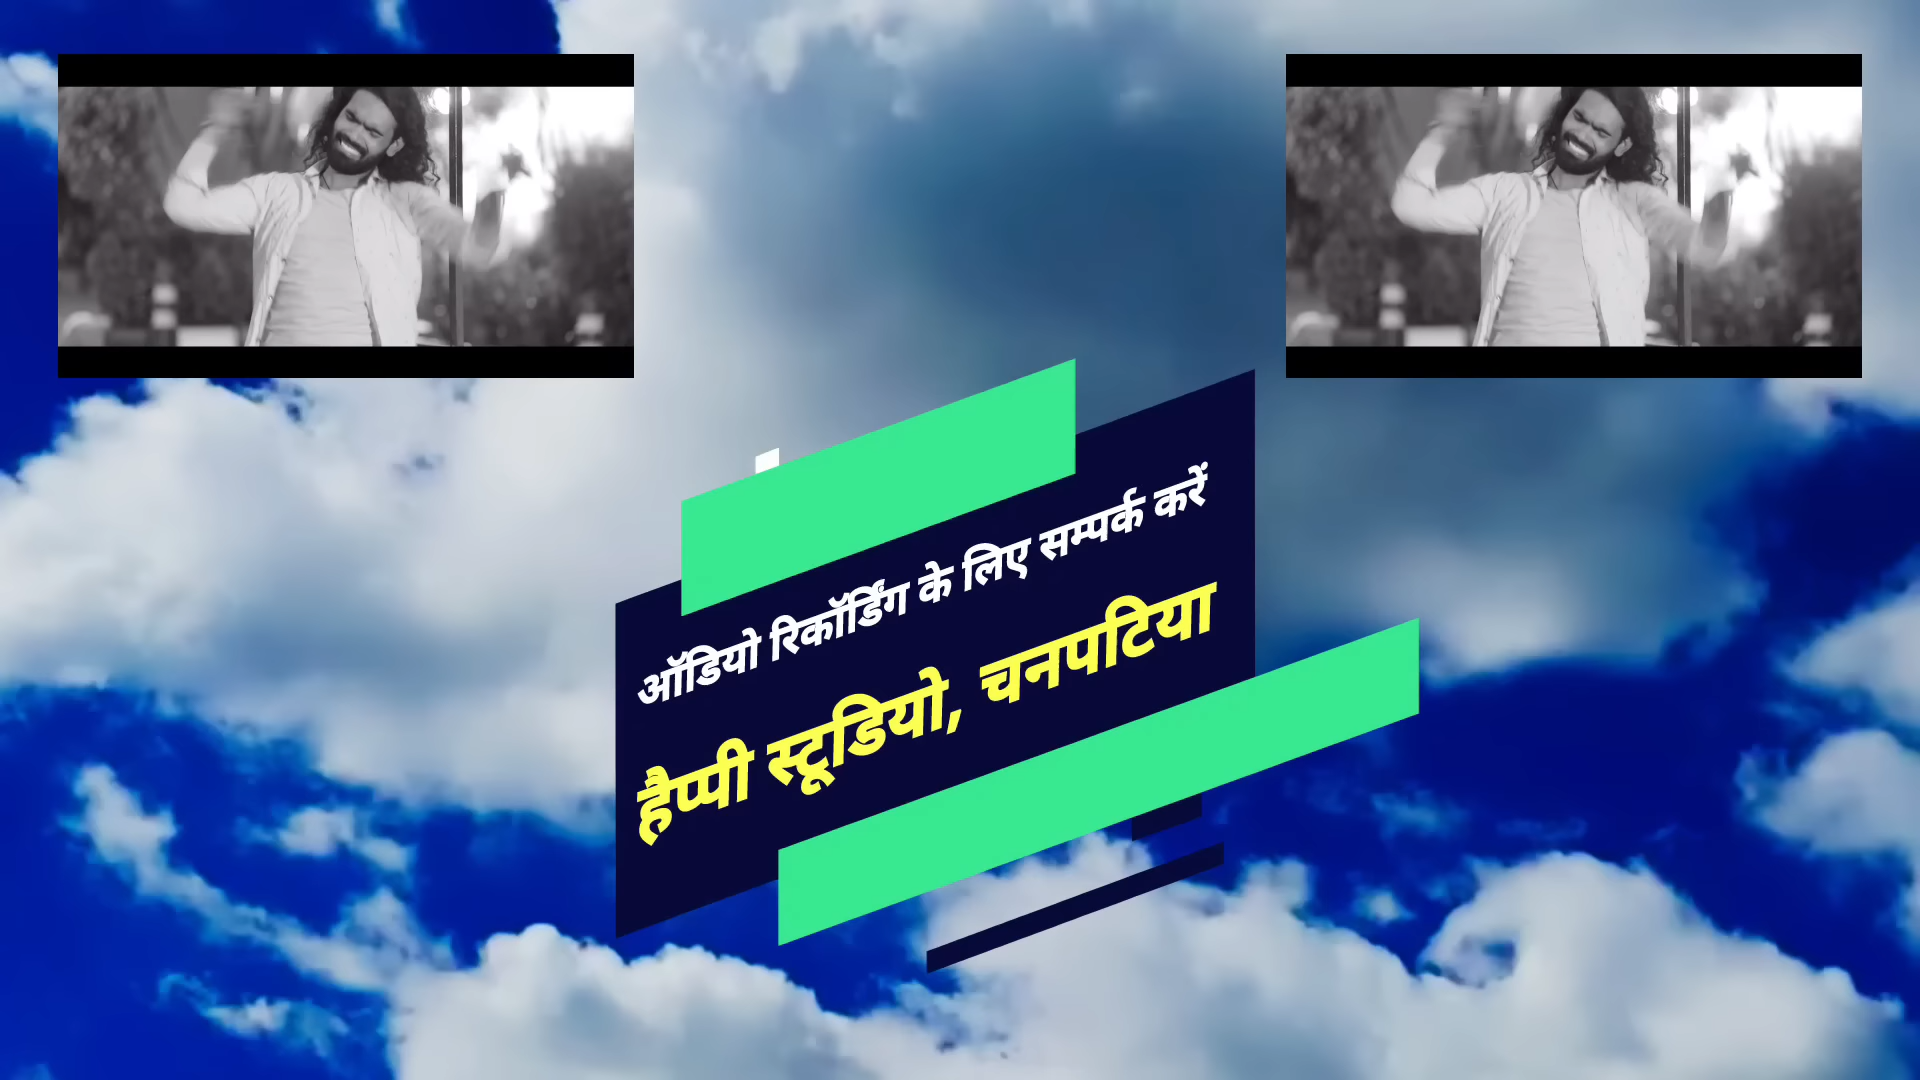 ऑडियो रिकॉर्डिंग के लिए सम्पर्क करें
हैप्पी स्टूडियो, चनपटिया